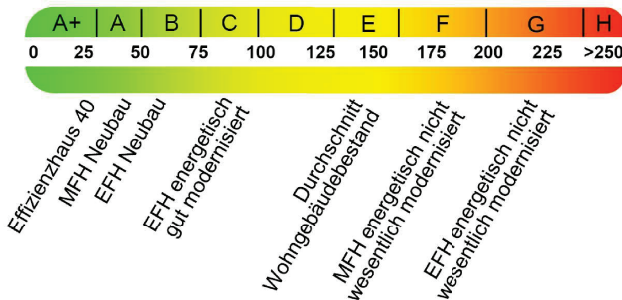 A+ A B C D E F G H
0 25 50 75 100 125 150 175 200 225 >250
Effizienzhaus 40
MFH Neubau
EFH Neubau
EFH energetisch
gut modernisiert
Durchschnitt
Wohngebäudebestand
MFH energetisch nicht
wesentlich modernisiert
EFH energetisch nicht
wesentlich modernisiert